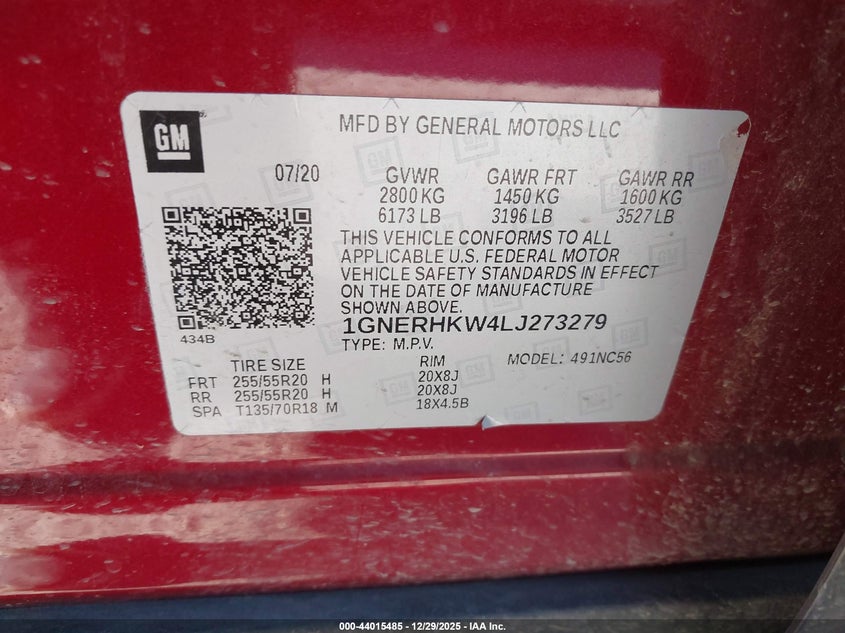 GM
MFD BY GENERAL MOTORS LLC
07/20 GVWR GAWR FRT GAWR RR
2800 KG 1450 KG 1600 KG
6173 LB 3196 LB 3527 LB
THIS VEHICLE CONFORMS TO ALL
APPLICABLE U.S. FEDERAL MOTOR
VEHICLE SAFETY STANDARDS IN EFFECT
ON THE DATE OF MANUFACTURE
SHOWN ABOVE.
434B 1GNERHKW4LJ273279
TYPE: M.P.V. MODEL: 491NC56
TIRE SIZE RIM
FRT 255/55R20 H 20X8J
RR 255/55R20 H 20X8J
SPA T135/70R18 M 18X4.5B
000-44015485 - 12/29/2025 - IAA Inc.